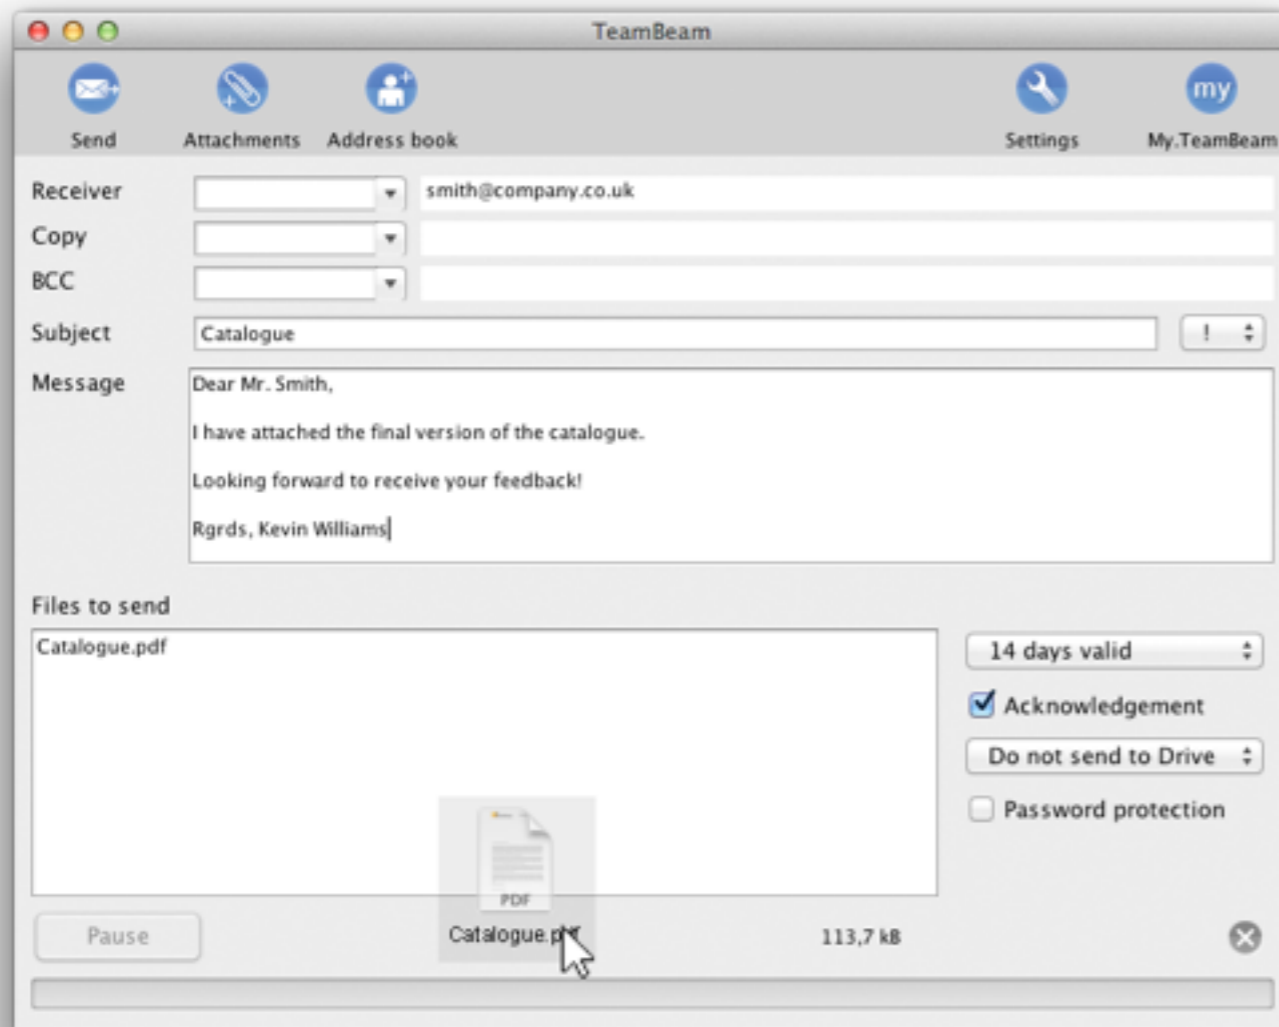 TeamBeam
Send
Attachments
Address book
Settings
my
My.TeamBeam
Receiver
smith@company.co.uk
Copy
BCC
Subject
Catalogue
!
Message
Dear Mr. Smith,
I have attached the final version of the catalogue.
Looking forward to receive your feedback!
Rgrds, Kevin Williams
Files to send
Catalogue.pdf
14 days valid
Acknowledgement
Do not send to Drive
Password protection
PDF
Pause
Catalogue.pdf
113,7 kB